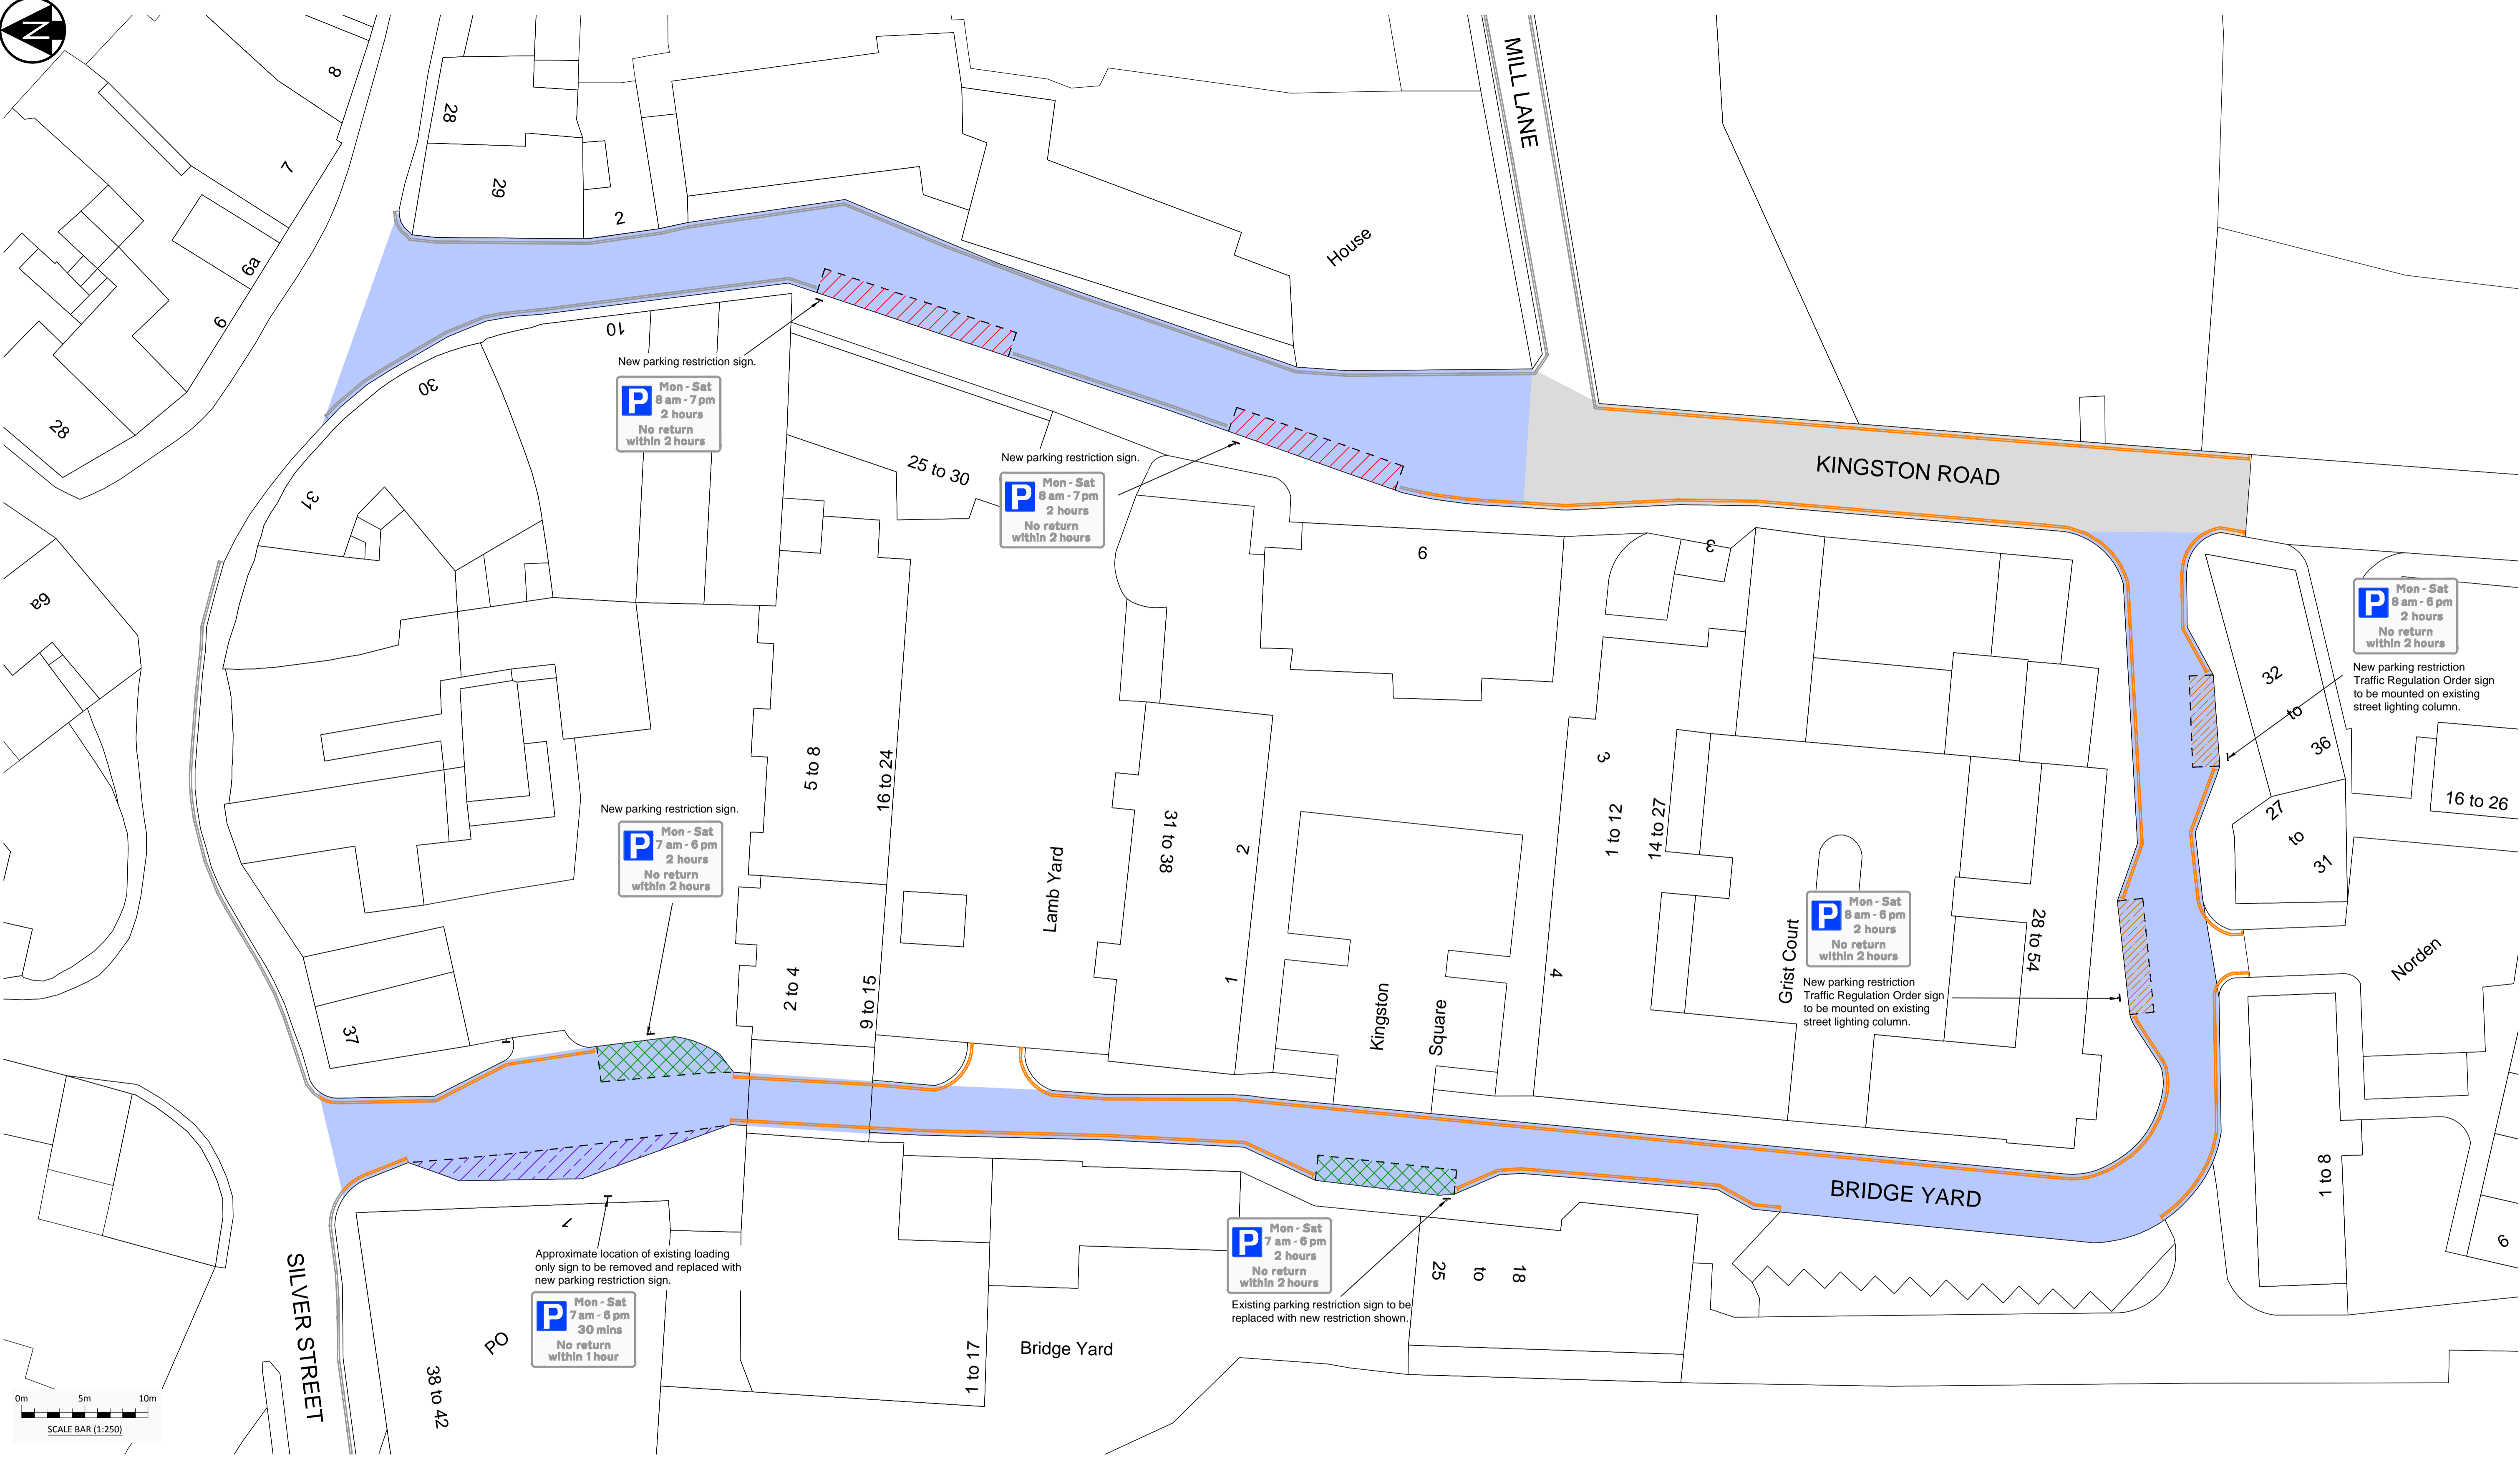 N
8
7
6a
6
28
6a
28
29
2
10
30
31
37
MILL LANE
House
New parking restriction sign.
P Mon - Sat
8 am - 7 pm
2 hours
No return
within 2 hours
25 to 30
New parking restriction sign.
P Mon - Sat
8 am - 7 pm
2 hours
No return
within 2 hours
KINGSTON ROAD
9
3
P Mon - Sat
8 am - 6 pm
2 hours
No return
within 2 hours
New parking restriction
Traffic Regulation Order sign
to be mounted on existing
street lighting column.
32
to
36
27
to
31
16 to 26
Norden
5 to 8
16 to 24
2 to 4
9 to 15
Lamb Yard
31 to 38
2
1
3
1 to 12
14 to 27
4
Kingston
Square
Grist Court
28 to 54
P Mon - Sat
8 am - 6 pm
2 hours
No return
within 2 hours
New parking restriction
Traffic Regulation Order sign
to be mounted on existing
street lighting column.
New parking restriction sign.
P Mon - Sat
7 am - 6 pm
2 hours
No return
within 2 hours
BRIDGE YARD
1 to 8
6
1
Approximate location of existing loading
only sign to be removed and replaced with
new parking restriction sign.
P Mon - Sat
7 am - 6 pm
30 mins
No return
within 1 hour
PO
38 to 42
SILVER STREET
1 to 17
Bridge Yard
P Mon - Sat
7 am - 6 pm
2 hours
No return
within 2 hours
Existing parking restriction sign to be
replaced with new restriction shown.
25
to
18
0m 5m 10m
SCALE BAR (1:250)